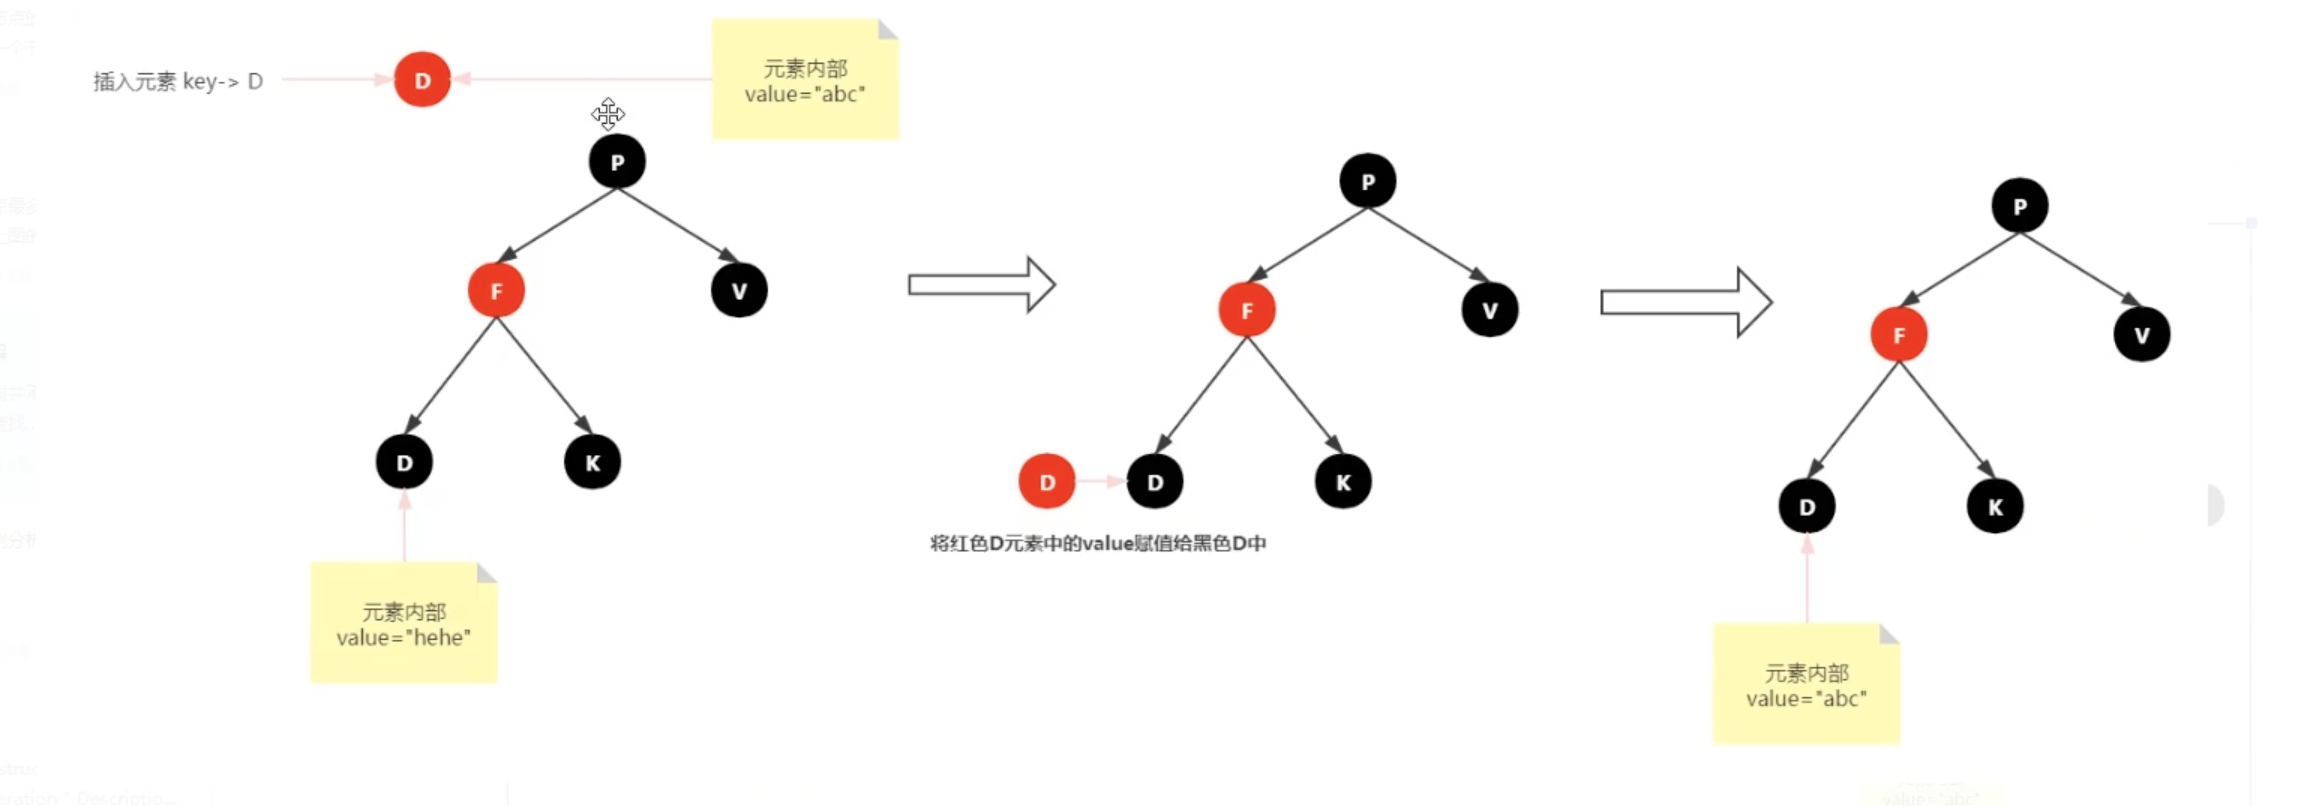 插入元素 key-> D
D
元素内部
value="abc"
P
F
V
D
K
元素内部
value="hehe"
P
F
V
D
D
K
将红色D元素中的value赋值给黑色D中
P
F
V
D
K
元素内部
value="abc"
value="abc"